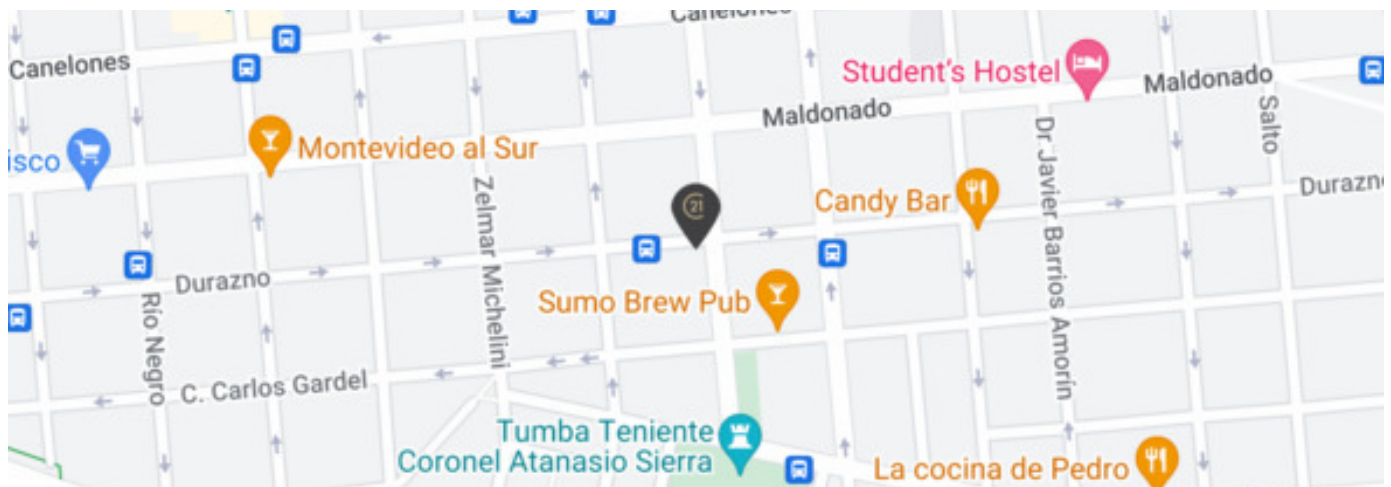 Canelones
Canelones
Student's Hostel
Maldonado
Maldonado
Salto
isco
Montevideo al Sur
Zelmar Michelini
21
Candy Bar
Dr Javier Barrios Amorín
Durazno
Durazno
Río Negro
Sumo Brew Pub
C. Carlos Gardel
Tumba Teniente
Coronel Atanasio Sierra
La cocina de Pedro